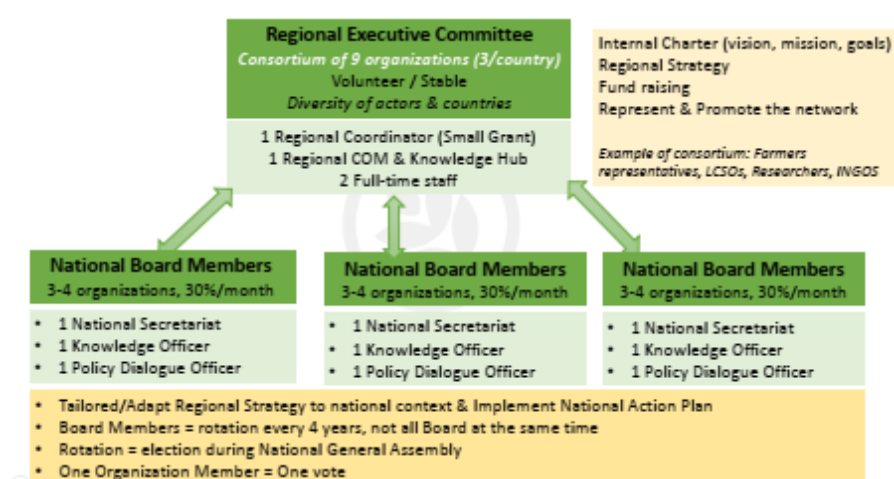 Regional Executive Committee
Consortium of 9 organizations (3/country)
Volunteer / Stable
Diversity of actors & countries
1 Regional Coordinator (Small Grant)
1 Regional COM & Knowledge Hub
2 Full-time staff
Internal Charter (vision, mission, goals)
Regional Strategy
Fund raising
Represent & Promote the network
Example of consortium: Farmers
representatives, LCSOs, Researchers, INGOS
National Board Members
3-4 organizations, 30%/month
• 1 National Secretariat
• 1 Knowledge Officer
• 1 Policy Dialogue Officer
National Board Members
3-4 organizations, 30%/month
• 1 National Secretariat
• 1 Knowledge Officer
• 1 Policy Dialogue Officer
National Board Members
3-4 organizations, 30%/month
• 1 National Secretariat
• 1 Knowledge Officer
• 1 Policy Dialogue Officer
• Tailored/Adapt Regional Strategy to national context & Implement National Action Plan
• Board Members = rotation every 4 years, not all Board at the same time
• Rotation = election during National General Assembly
• One Organization Member = One vote